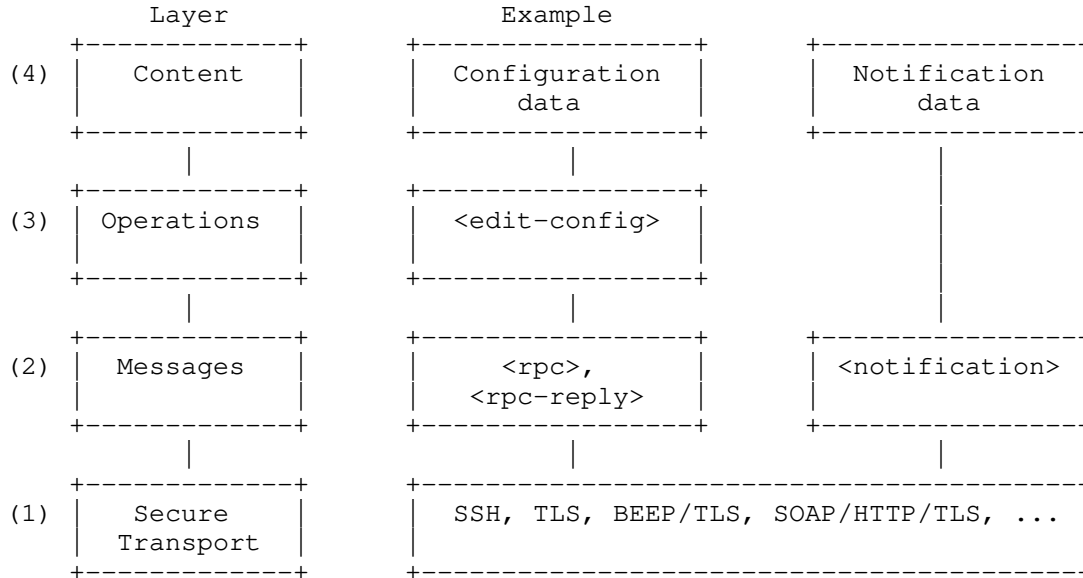 Layer Example
(4) Content Configuration Notification
data data
(3) Operations <edit-config>
(2) Messages <rpc>, <notification>
<rpc-reply>
(1) Secure SSH, TLS, BEEP/TLS, SOAP/HTTP/TLS, ...
Transport